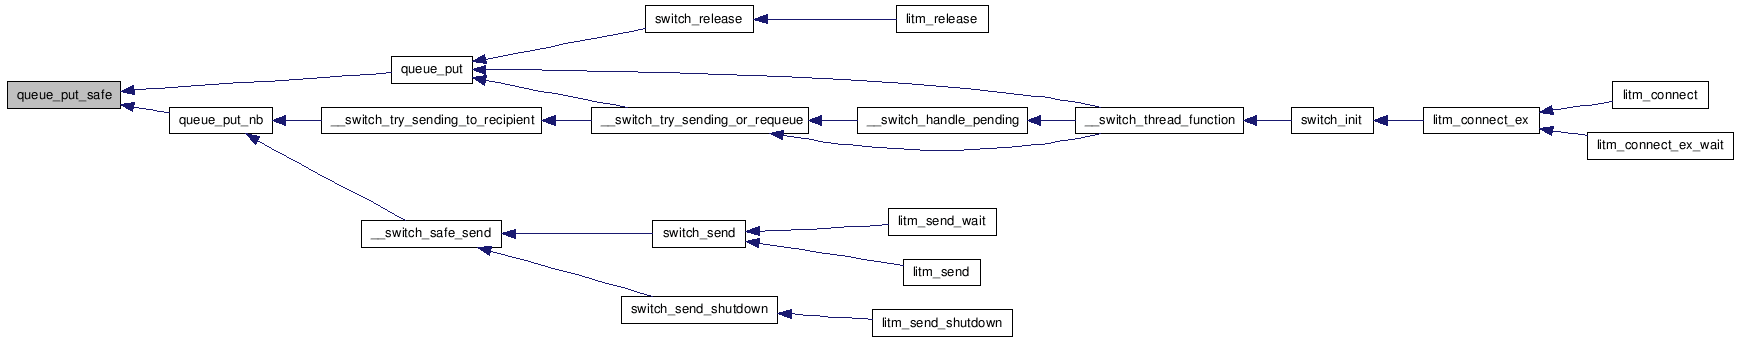 switch_release
litm_release
queue_put
queue_put_safe
litm_connect
queue_put_nb
__switch_try_sending_to_recipient
__switch_try_sending_or_requeue
__switch_handle_pending
__switch_thread_function
switch_init
litm_connect_ex
litm_connect_ex_wait
litm_send_wait
__switch_safe_send
switch_send
litm_send
switch_send_shutdown
litm_send_shutdown